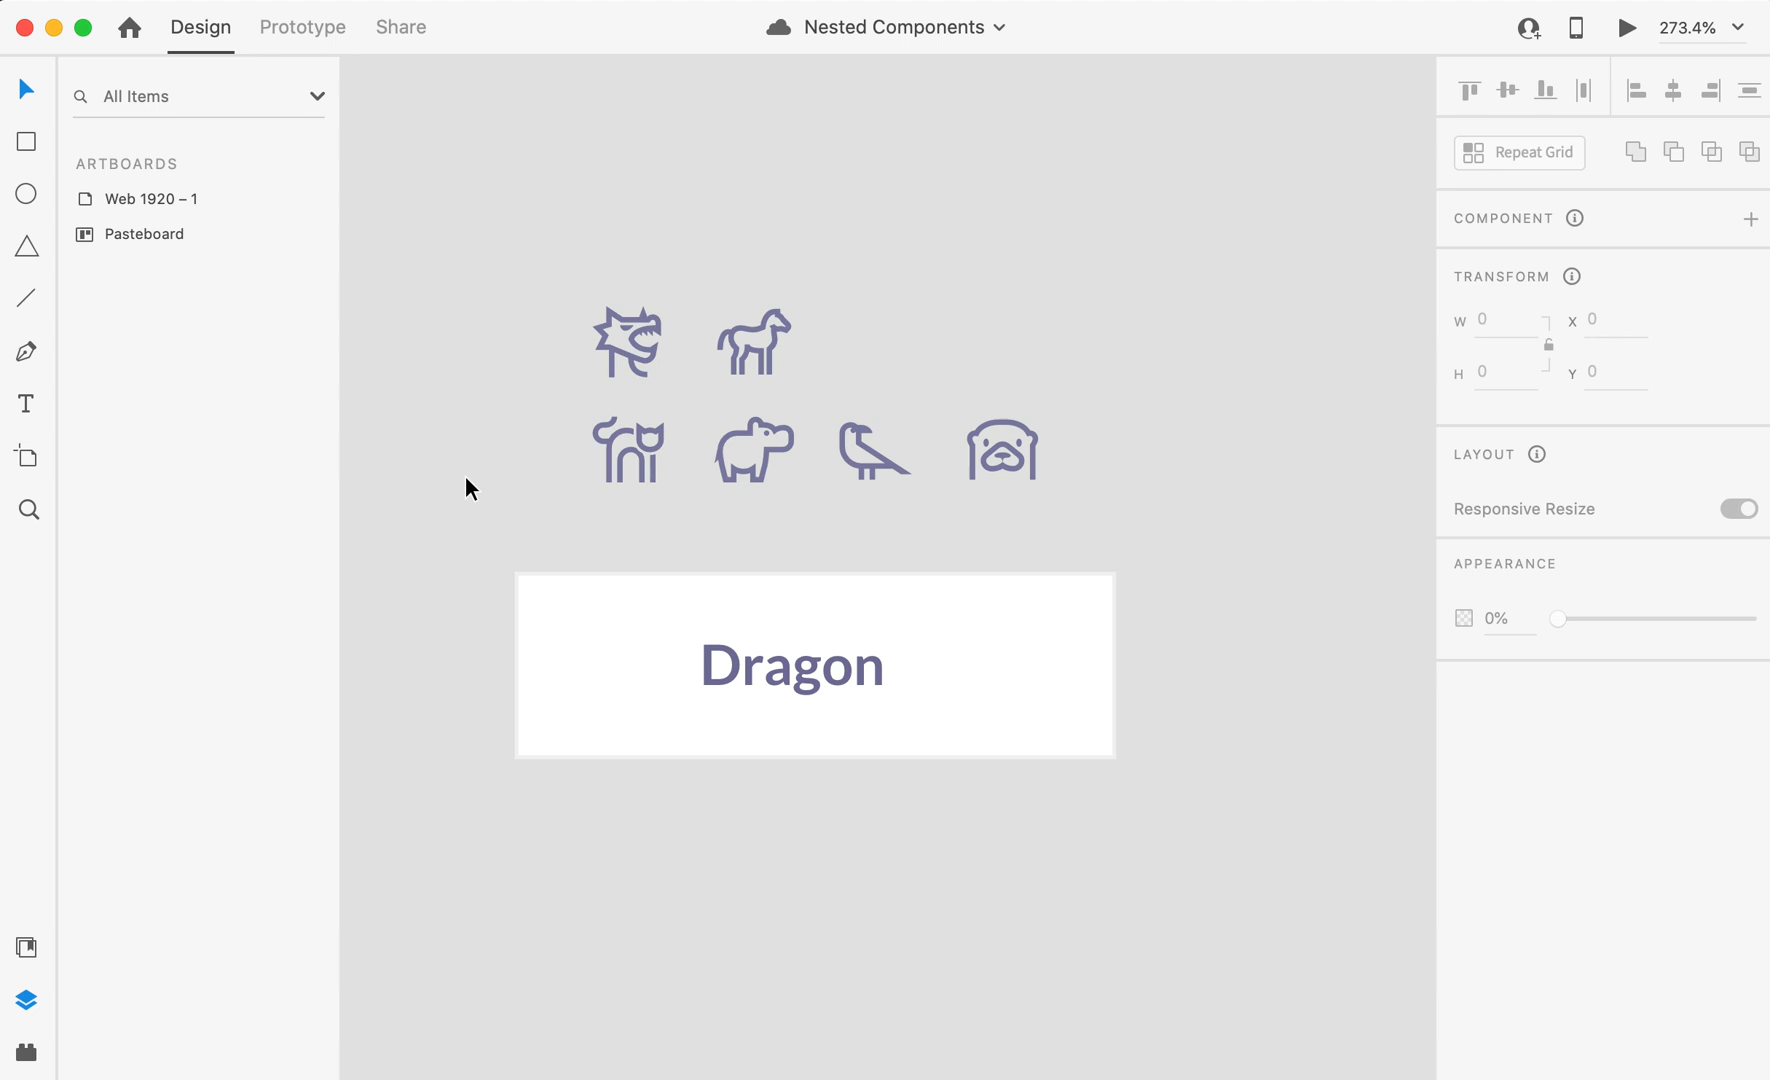 Design Prototype Share Nested Components 273.4%
All Items
ARTBOARDS
Web 1920 – 1
Pasteboard
Dragon
Repeat Grid
COMPONENT
TRANSFORM
W 0 X 0
H 0 Y 0
LAYOUT
Responsive Resize
APPEARANCE
0%